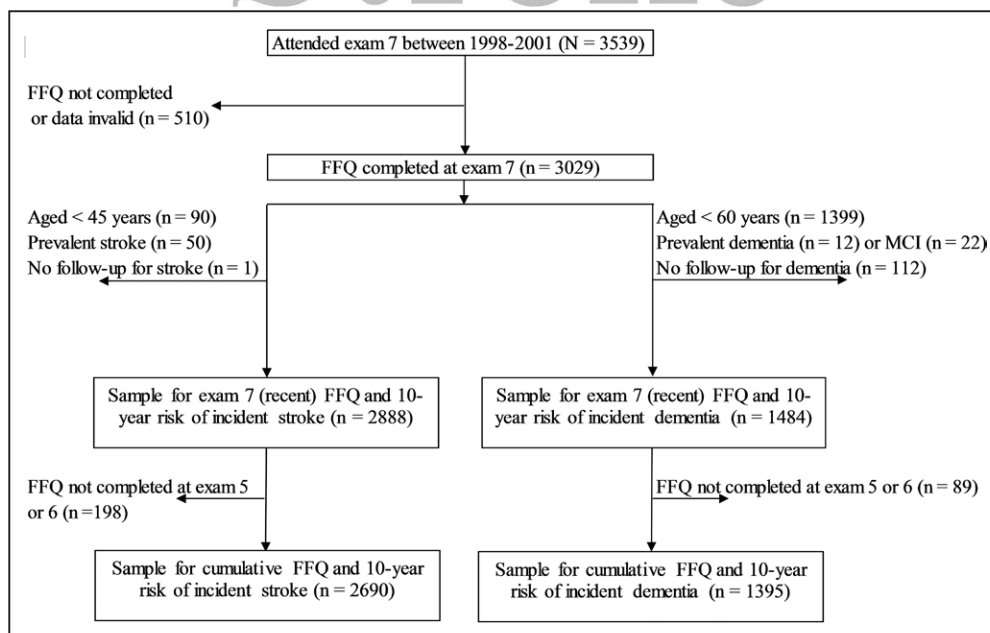 Attended exam 7 between 1998-2001 (N = 3539)
FFQ not completed
or data invalid (n = 510)
FFQ completed at exam 7 (n = 3029)
Aged < 45 years (n = 90)
Prevalent stroke (n = 50)
No follow-up for stroke (n = 1)
Aged < 60 years (n = 1399)
Prevalent dementia (n = 12) or MCI (n = 22)
No follow-up for dementia (n = 112)
Sample for exam 7 (recent) FFQ and 10-
year risk of incident stroke (n = 2888)
Sample for exam 7 (recent) FFQ and 10-
year risk of incident dementia (n = 1484)
FFQ not completed at exam 5
or 6 (n =198)
FFQ not completed at exam 5 or 6 (n = 89)
Sample for cumulative FFQ and 10-year
risk of incident stroke (n = 2690)
Sample for cumulative FFQ and 10-year
risk of incident dementia (n = 1395)